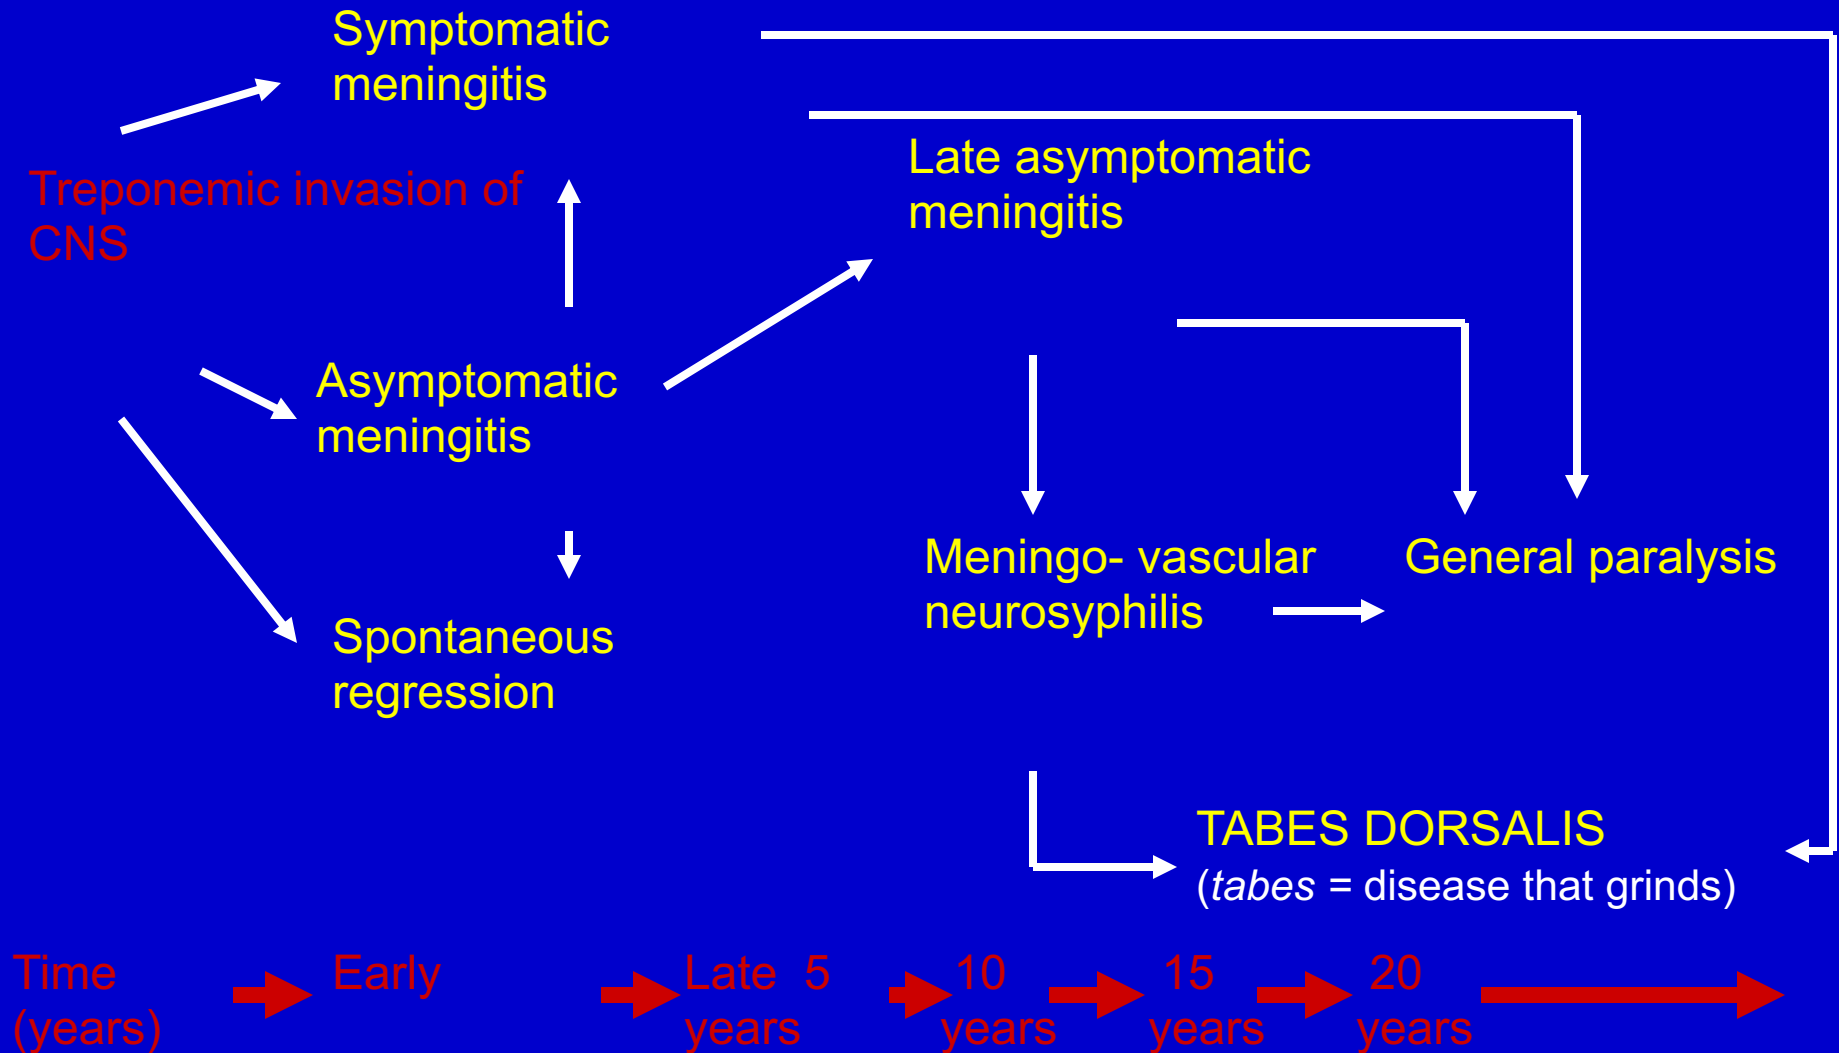 Symptomatic
meningitis
Treponemic invasion of
CNS
Late asymptomatic
meningitis
Asymptomatic
meningitis
Meningo- vascular
neurosyphilis
General paralysis
Spontaneous
regression
TABES DORSALIS
(tabes = disease that grinds)
Time
(years)
Early
Late 5
years
10
years
15
years
20
years